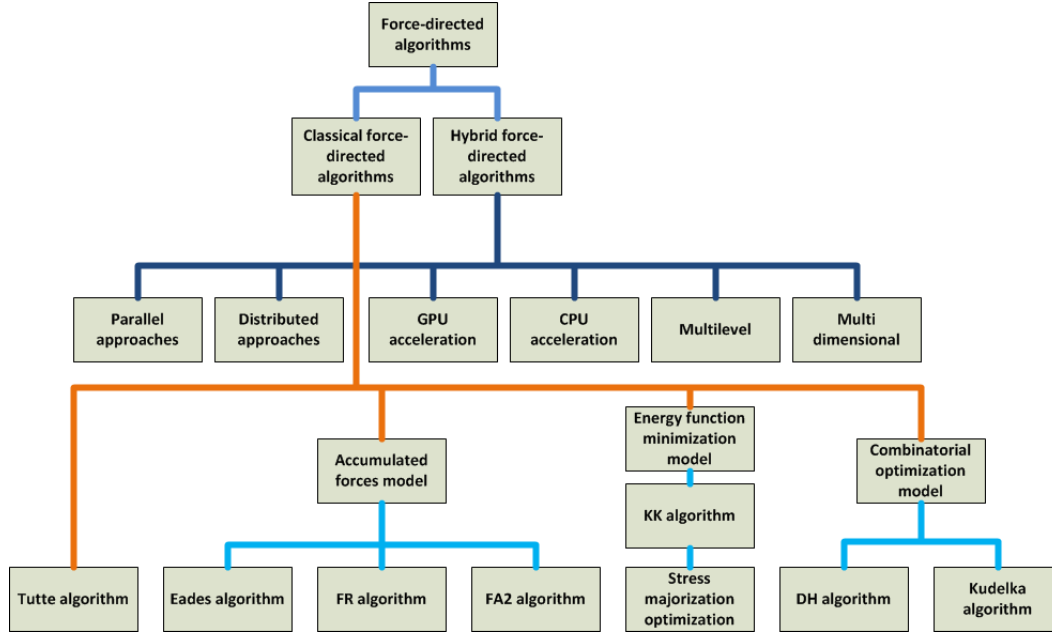 Force-directed
algorithms
Classical force-
directed
algorithms
Hybrid force-
directed
algorithms
Parallel
approaches
Distributed
approaches
GPU
acceleration
CPU
acceleration
Multilevel
Multi
dimensional
Accumulated
forces model
Energy function
minimization
model
Combinatorial
optimization
model
KK algorithm
Tutte algorithm
Eades algorithm
FR algorithm
FA2 algorithm
Stress
majorization
optimization
DH algorithm
Kudelka
algorithm